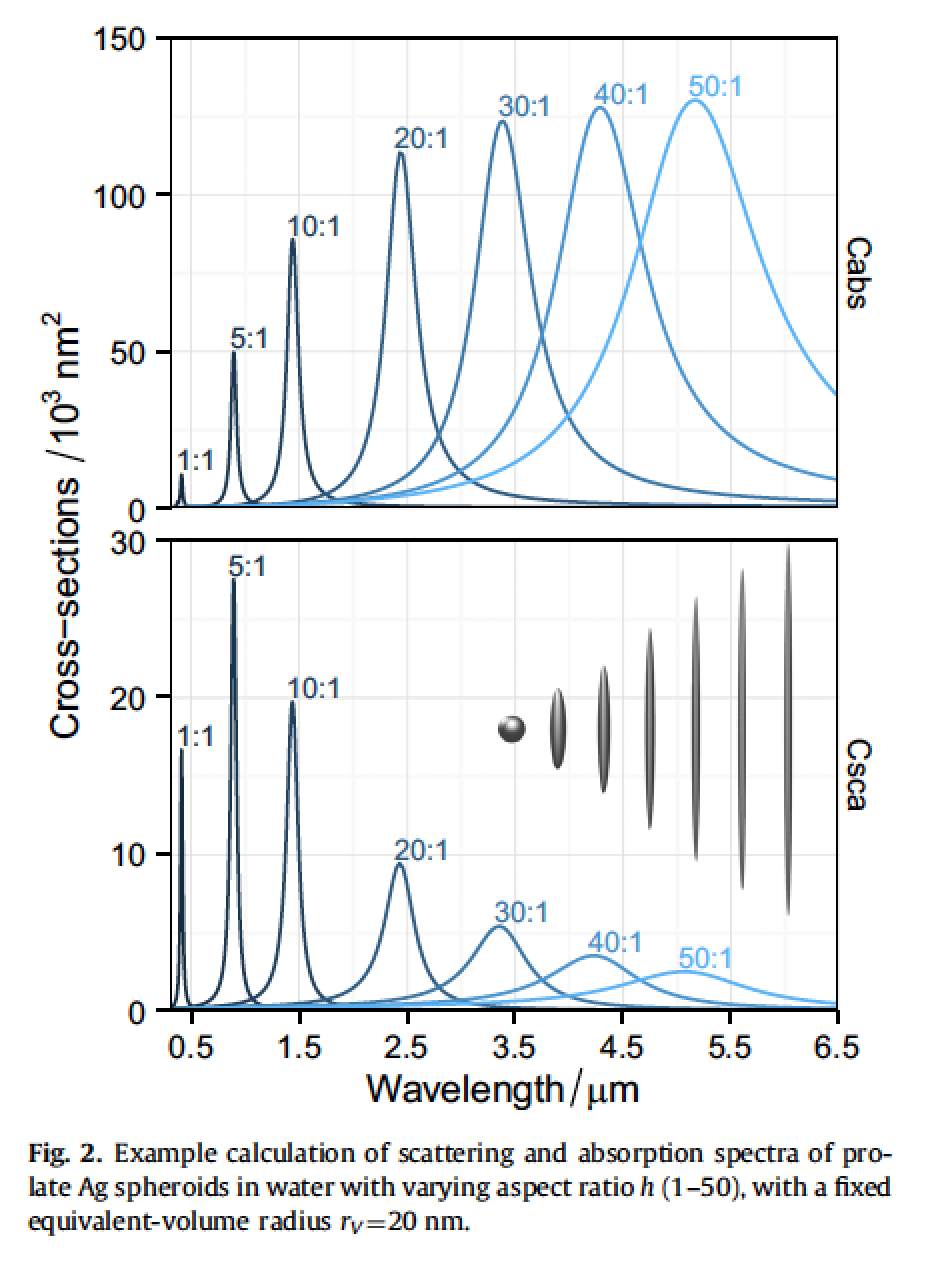 150
100
50
0
1:1
5:1
10:1
20:1
30:1
40:1
50:1
Cabs
Cross−sections /10³ nm²
30
20
10
0
1:1
5:1
10:1
20:1
30:1
40:1
50:1
Csca
0.5 1.5 2.5 3.5 4.5 5.5 6.5
Wavelength/μm
Fig. 2. Example calculation of scattering and absorption spectra of pro-
late Ag spheroids in water with varying aspect ratio h (1–50), with a fixed
equivalent-volume radius rV=20 nm.